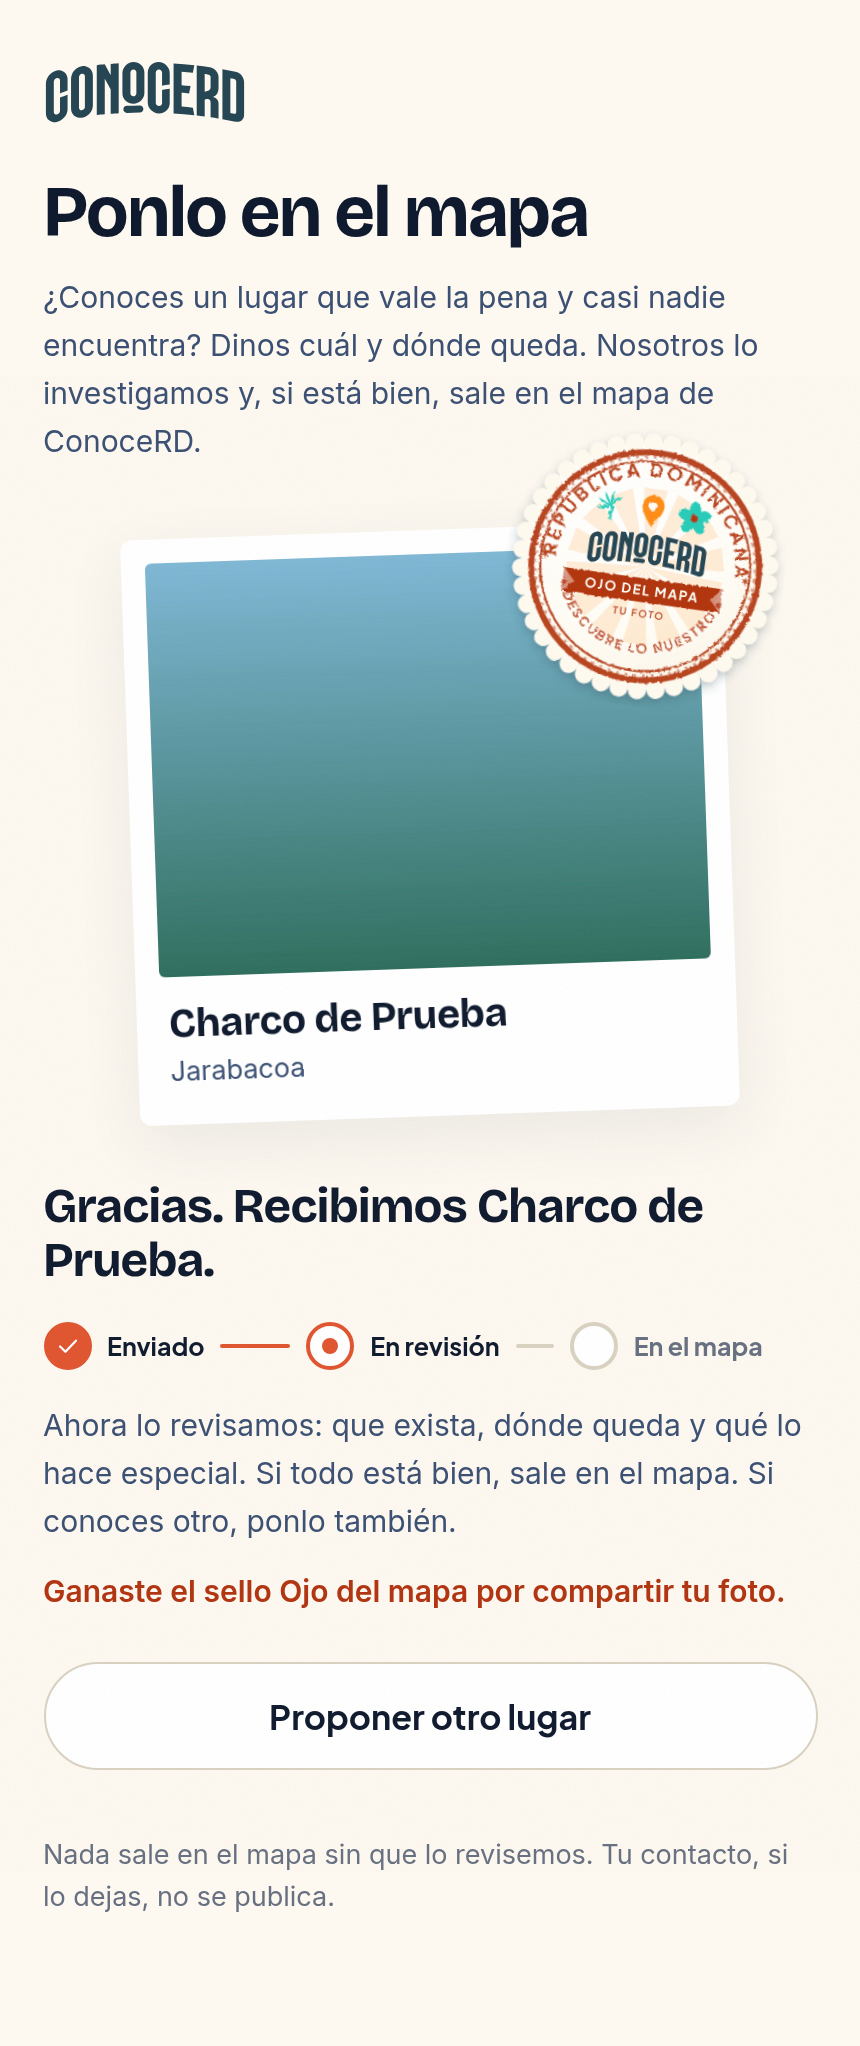 CONOCERD
Ponlo en el mapa
¿Conoces un lugar que vale la pena y casi nadie
encuentra? Dinos cuál y dónde queda. Nosotros lo
investigamos y, si está bien, sale en el mapa de
ConoceRD.
REPÚBLICA DOMINICANA
CONOCERD
OJO DEL MAPA
TU FOTO
DESCUBRE LO NUESTRO
Charco de Prueba
Jarabacoa
Gracias. Recibimos Charco de
Prueba.
Enviado En revisión En el mapa
Ahora lo revisamos: que exista, dónde queda y qué lo
hace especial. Si todo está bien, sale en el mapa. Si
conoces otro, ponlo también.
Ganaste el sello Ojo del mapa por compartir tu foto.
Proponer otro lugar
Nada sale en el mapa sin que lo revisemos. Tu contacto, si
lo dejas, no se publica.